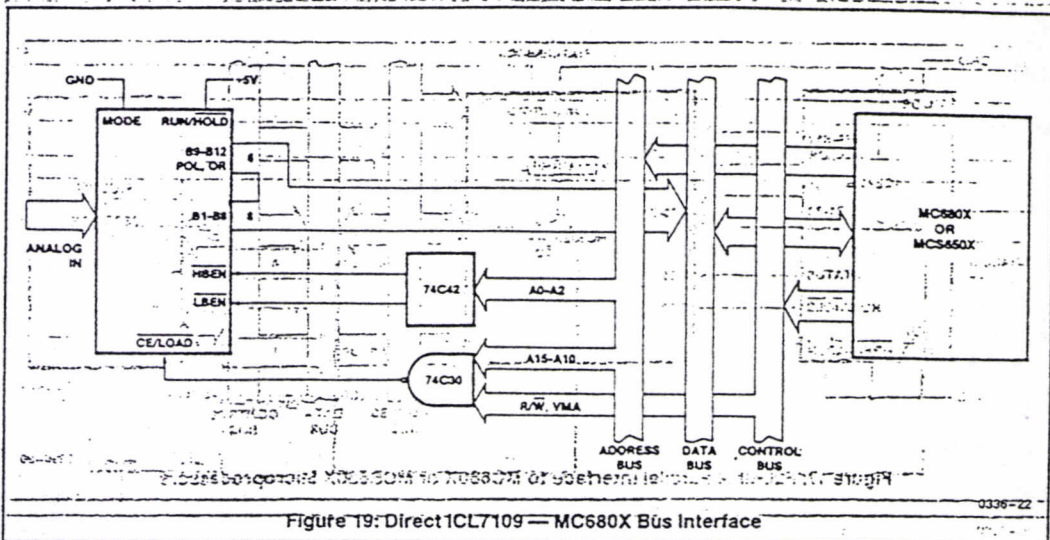 GND
+5V
MODE RUN/HOLD
B9-B12 6
POL, OR
B1-B8 8
ANALOG
IN
HBEN
LBEN
CE/LOAD
74C42
A0-A2
74C30
A15-A10
R/W, VMA
MC680X
OR
MCS650X
ADDRESS
BUS
DATA
BUS
CONTROL
BUS
0336-22
Figure 19: Direct ICL7109 — MC680X Bus Interface